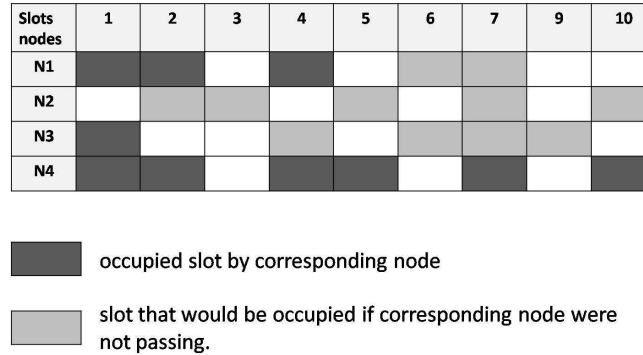 Slots nodes 1 2 3 4 5 6 7 9 10
N1
N2
N3
N4
occupied slot by corresponding node
slot that would be occupied if corresponding node were
not passing.